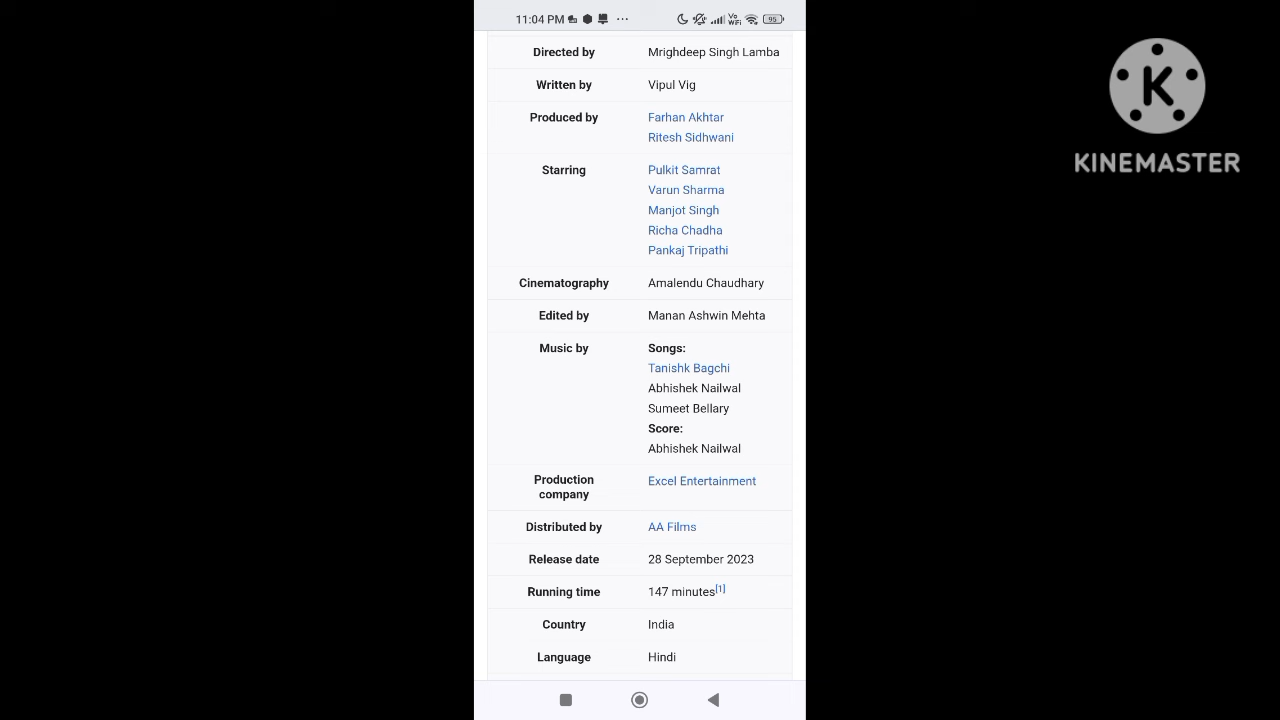 11:04 PM
Vo
WiFi
95
Directed by
Mrighdeep Singh Lamba
Written by
Vipul Vig
Produced by
Farhan Akhtar
Ritesh Sidhwani
Starring
Pulkit Samrat
Varun Sharma
Manjot Singh
Richa Chadha
Pankaj Tripathi
Cinematography
Amalendu Chaudhary
Edited by
Manan Ashwin Mehta
Music by
Songs:
Tanishk Bagchi
Abhishek Nailwal
Sumeet Bellary
Score:
Abhishek Nailwal
Production
company
Excel Entertainment
Distributed by
AA Films
Release date
28 September 2023
Running time
147 minutes[1]
Country
India
Language
Hindi
K
KINEMASTER